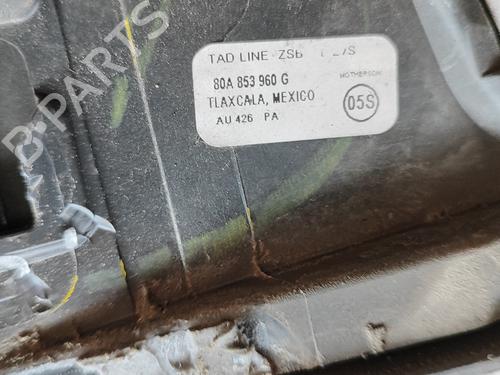 TAD LINE ZSB
80A 853 960 G
MOTHERSON
TLAXCALA, MEXICO
05S
AU 426 PA
B-PARTS